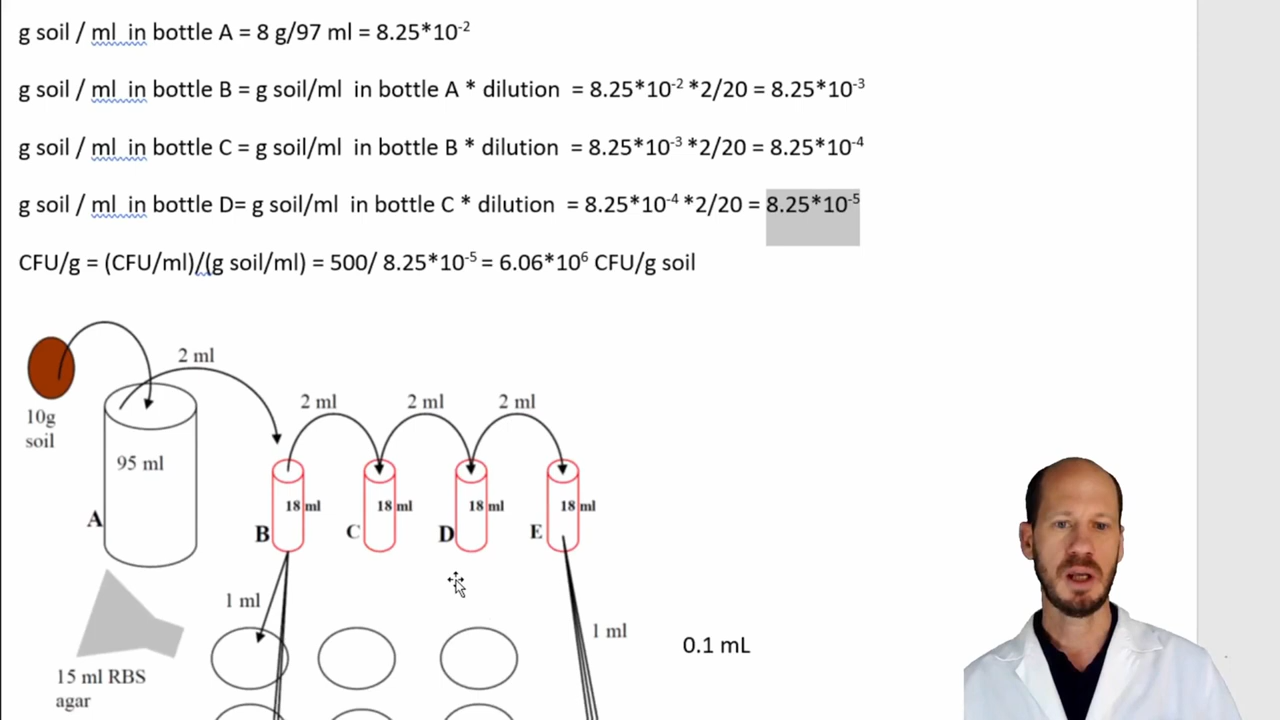 g soil / ml  in bottle A = 8 g/97 ml = 8.25*10⁻²
g soil / ml  in bottle B = g soil/ml  in bottle A * dilution  = 8.25*10⁻² *2/20 = 8.25*10⁻³
g soil / ml  in bottle C = g soil/ml  in bottle B * dilution  = 8.25*10⁻³ *2/20 = 8.25*10⁻⁴
g soil / ml  in bottle D= g soil/ml  in bottle C * dilution  = 8.25*10⁻⁴ *2/20 = 8.25*10⁻⁵
CFU/g = (CFU/ml)/(g soil/ml) = 500/ 8.25*10⁻⁵ = 6.06*10⁶ CFU/g soil
2 ml
2 ml 2 ml 2 ml
10g
soil
95 ml
18 ml 18 ml 18 ml 18 ml
A
B C D E
1 ml
1 ml
0.1 mL
15 ml RBS
agar